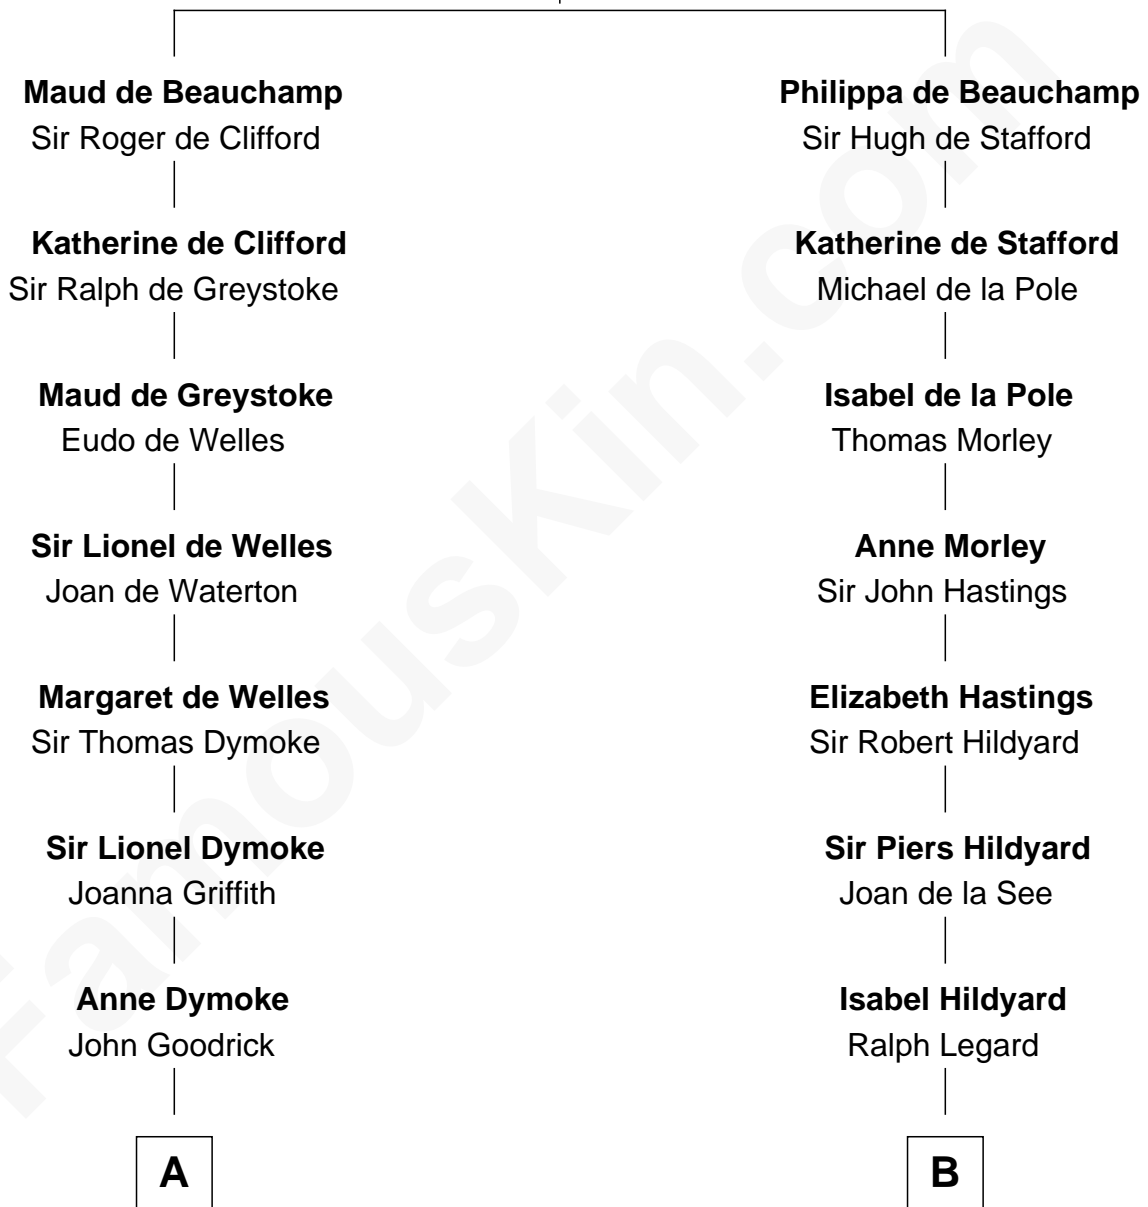 Maud de Beauchamp
Sir Roger de Clifford
Katherine de Clifford
Sir Ralph de Greystoke
Maud de Greystoke
Eudo de Welles
Sir Lionel de Welles
Joan de Waterton
Margaret de Welles
Sir Thomas Dymoke
Sir Lionel Dymoke
Joanna Griffith
Anne Dymoke
John Goodrick
A
Philippa de Beauchamp
Sir Hugh de Stafford
Katherine de Stafford
Michael de la Pole
Isabel de la Pole
Thomas Morley
Anne Morley
Sir John Hastings
Elizabeth Hastings
Sir Robert Hildyard
Sir Piers Hildyard
Joan de la See
Isabel Hildyard
Ralph Legard
B
FamousKin.com